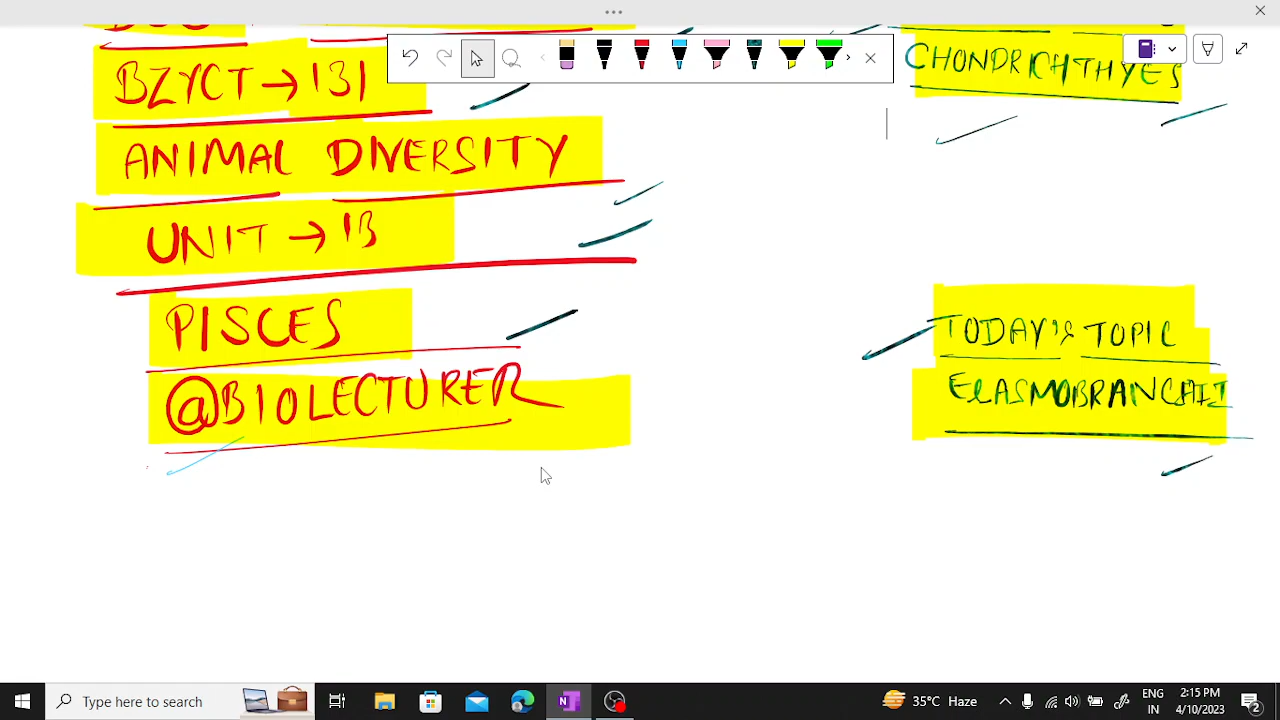 BZYCT → 131
ANIMAL DIVERSITY
UNIT → 13
PISCES
@BIOLECTURER
CHONDRICHTHYES
TODAY'S TOPIC
ELASMOBRANCHII
Type here to search
35°C Haze
ENG
IN
2:15 PM
4/10/2023
2